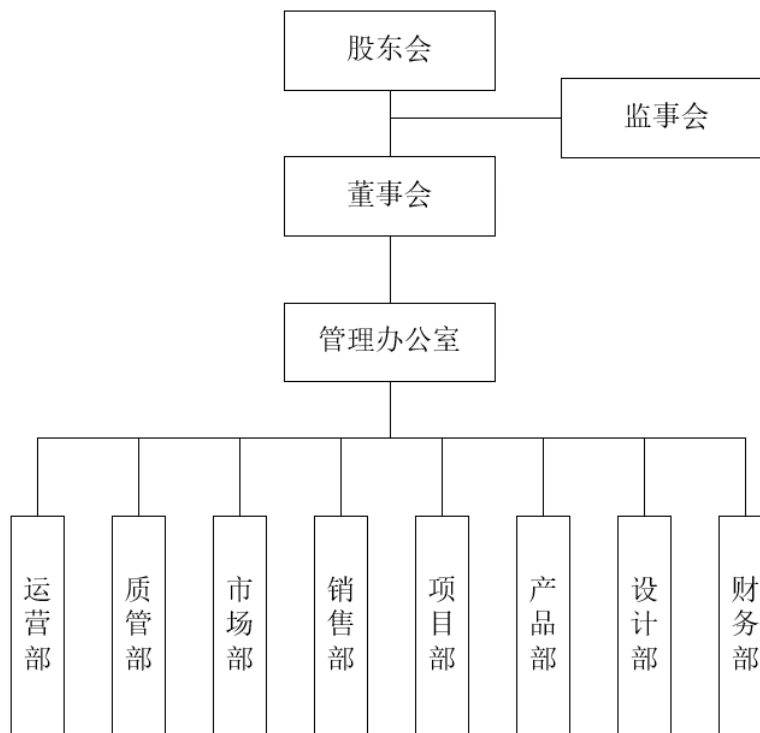 股东会
监事会
董事会
管理办公室
运营部
质管部
市场部
销售部
项目部
产品部
设计部
财务部